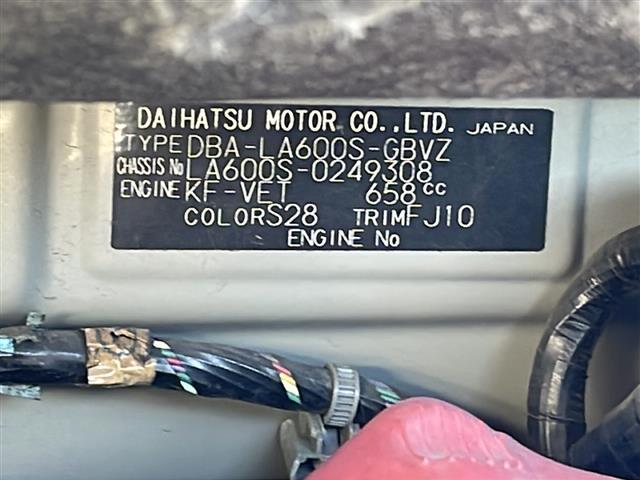 DAIHATSU MOTOR CO.,LTD. JAPAN
TYPE DBA-LA600S-GBVZ
CHASSIS No LA600S-0249308
ENGINE KF-VET 658cc
COLOR S28 TRIM FJ10
ENGINE No